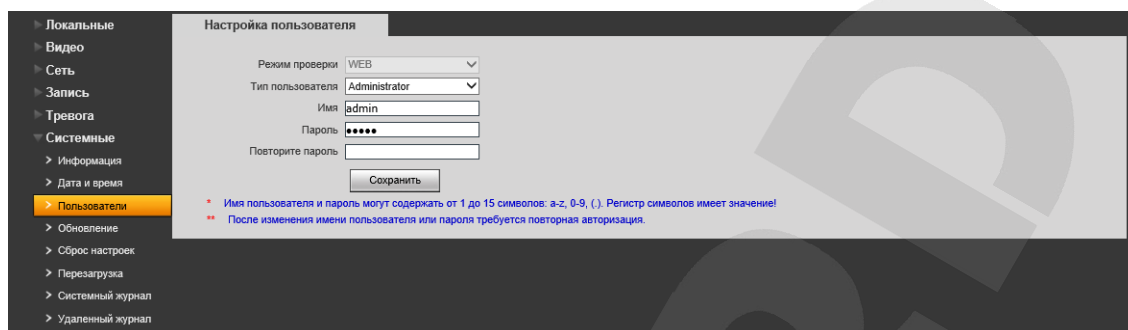 Локальные
Видео
Сеть
Запись
Тревога
Системные
Информация
Дата и время
Пользователи
Обновление
Сброс настроек
Перезагрузка
Системный журнал
Удаленный журнал
Настройка пользователя
Режим проверки WEB
Тип пользователя Administrator
Имя admin
Пароль •••••
Повторите пароль
Сохранить
* Имя пользователя и пароль могут содержать от 1 до 15 символов: a-z, 0-9, (.). Регистр символов имеет значение!
** После изменения имени пользователя или пароля требуется повторная авторизация.